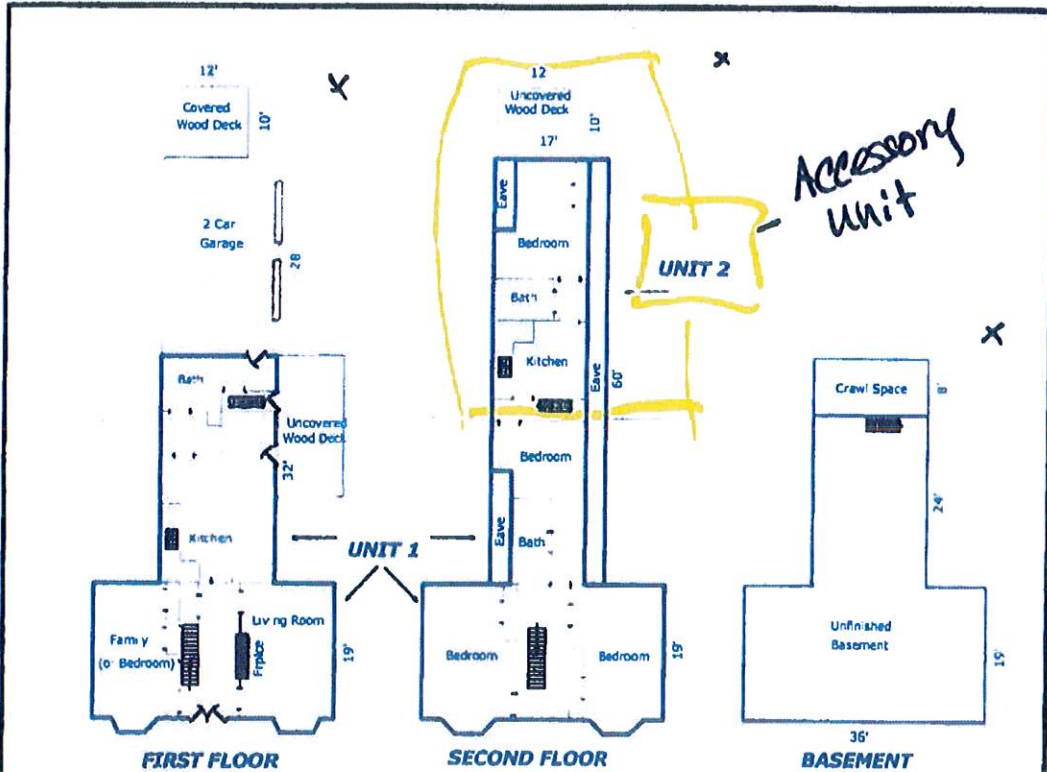 12'
Covered
Wood Deck
10'
2 Car
Garage
28
Bath
Uncovered
Wood Deck
32'
Kitchen
Living Room
Family
(or Bedroom)
Frplce
19'
FIRST FLOOR
UNIT 1
12
Uncovered
Wood Deck
10'
17'
Eave
Bedroom
Bath
Kitchen
Eave
60'
Bedroom
Eave
Bath
Bedroom
Bedroom
19'
SECOND FLOOR
UNIT 2
Accessory
unit
Crawl Space
8'
24'
Unfinished
Basement
19'
36'
BASEMENT